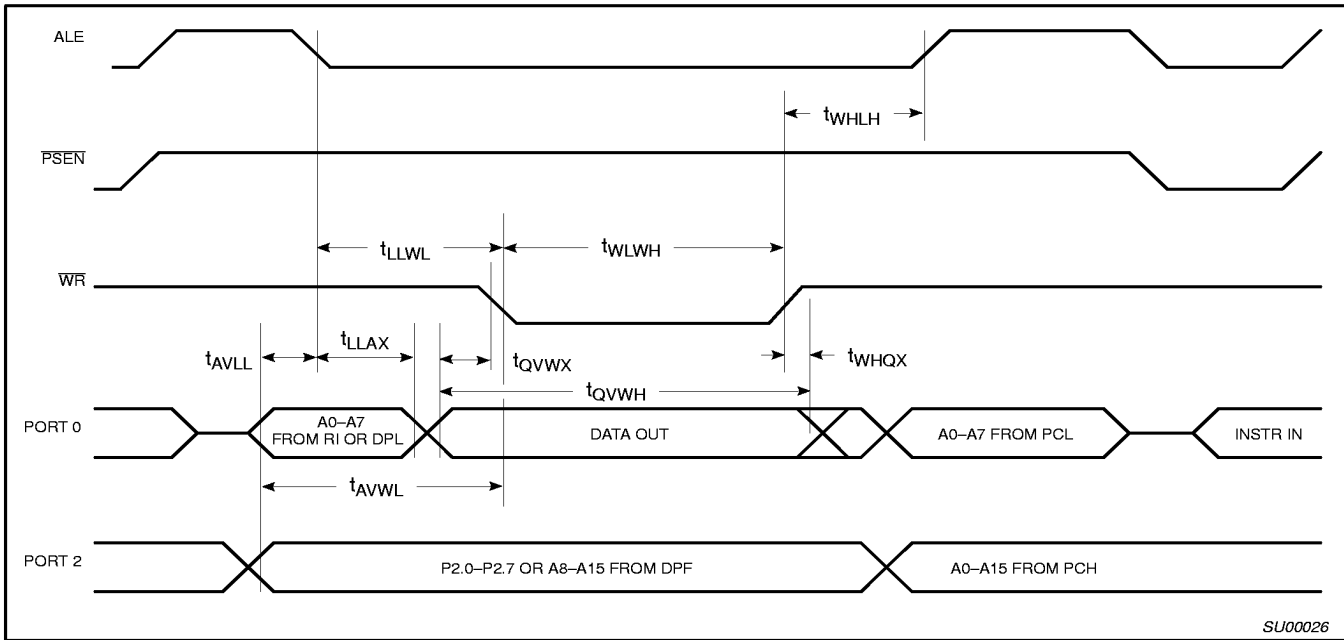 ALE
tWHLH
PSEN
tLLWL
tWLWH
WR
tAVLL
tLLAX
tQVWX
tWHQX
tQVWH
PORT 0
A0–A7
FROM RI OR DPL
DATA OUT
A0–A7 FROM PCL
INSTR IN
tAVWL
PORT 2
P2.0–P2.7 OR A8–A15 FROM DPF
A0–A15 FROM PCH
SU00026